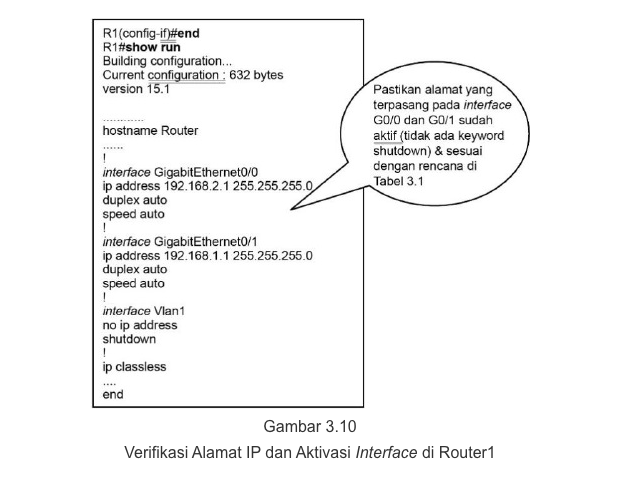 R1(config-if)#end
R1#show run
Building configuration...
Current configuration : 632 bytes
version 15.1
............
hostname Router
......
!
interface GigabitEthernet0/0
ip address 192.168.2.1 255.255.255.0
duplex auto
speed auto
!
interface GigabitEthernet0/1
ip address 192.168.1.1 255.255.255.0
duplex auto
speed auto
!
interface Vlan1
no ip address
shutdown
!
ip classless
....
end
Pastikan alamat yang
terpasang pada interface
G0/0 dan G0/1 sudah
aktif (tidak ada keyword
shutdown) & sesuai
dengan rencana di
Tabel 3.1
Gambar 3.10
Verifikasi Alamat IP dan Aktivasi Interface di Router1